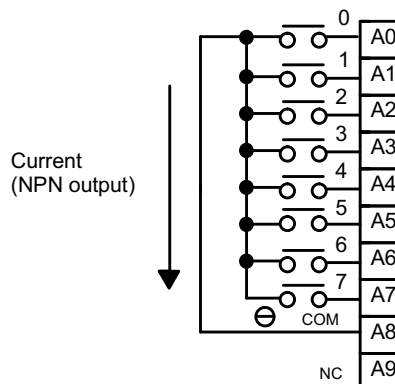 0
A0
1
A1
2
A2
3
A3
Current
(NPN output)
4
A4
5
A5
6
A6
7
A7
COM
A8
NC
A9